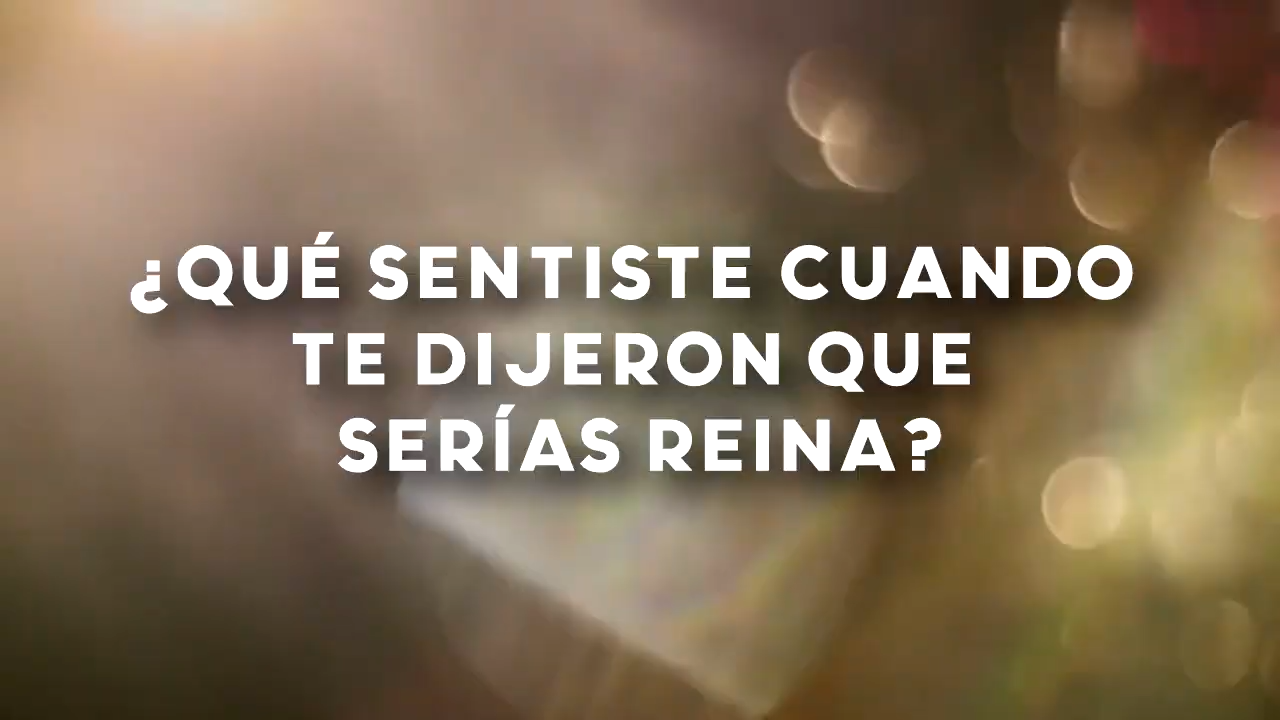 ¿QUÉ SENTISTE CUANDO
TE DIJERON QUE
SERÍAS REINA?